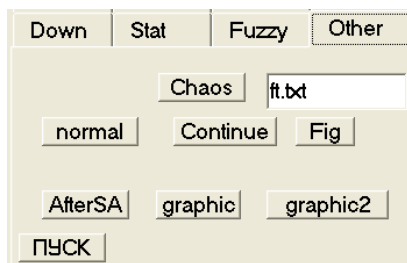 Down Stat Fuzzy Other
Chaos ft.txt
normal Continue Fig
AfterSA graphic graphic2
ПУСК